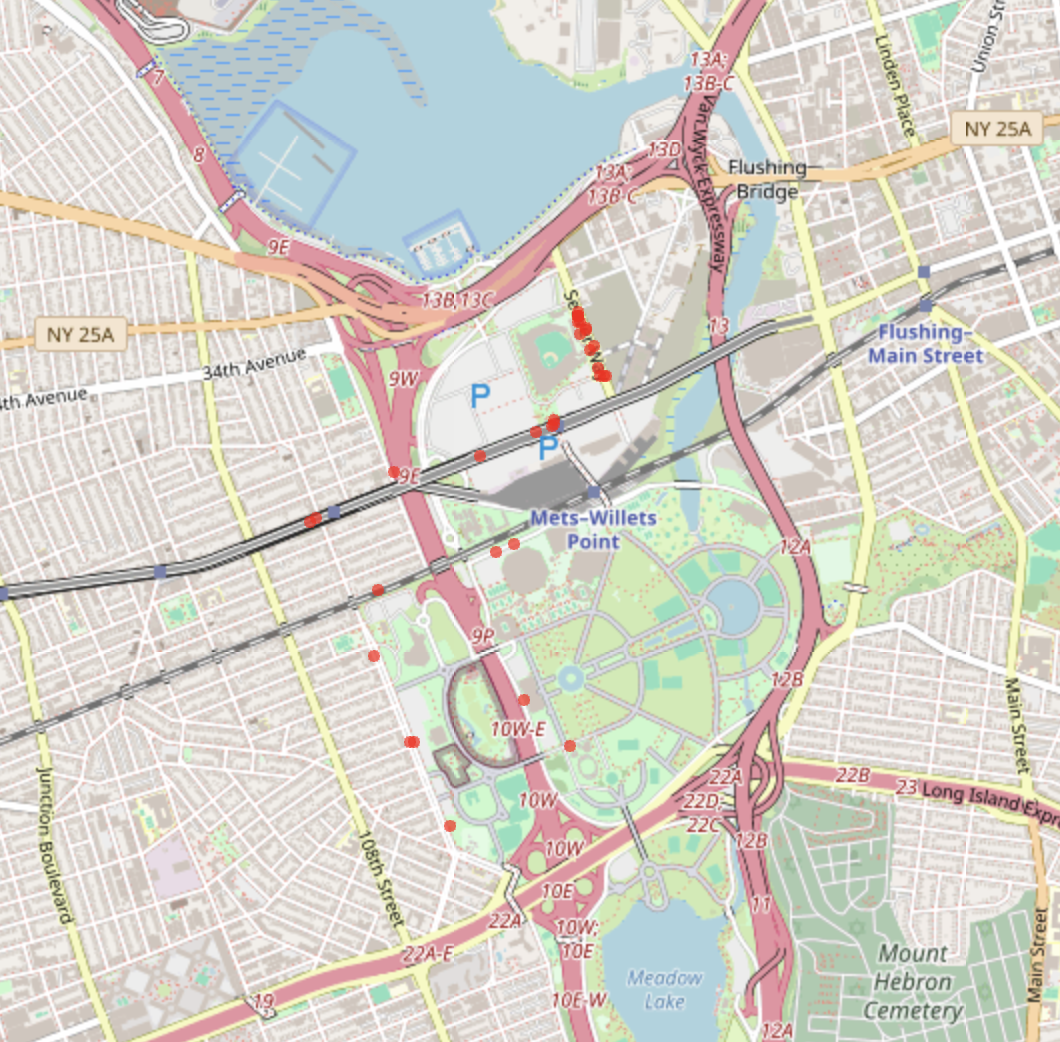 13A;
13B-C
Linden Place
Union Str
7
NY 25A
Van Wyck Expressway
8
13D
Flushing
Bridge
13A;
13B-C
9E
13B,13C
13
NY 25A
Flushing–
Main Street
34th Avenue
9W
4th Avenue
P
P
9E
Mets–Willets
Point
12A
9P
12B
Main Street
10W-E
22A
22B
23
Long Island Expr
10W
22D;
22C
12B
Junction Boulevard
108th Street
10W
10E
11
22A
10W;
10E
22A-E
Main Street
Mount
Hebron
Cemetery
Meadow
Lake
19
10E-W
12A